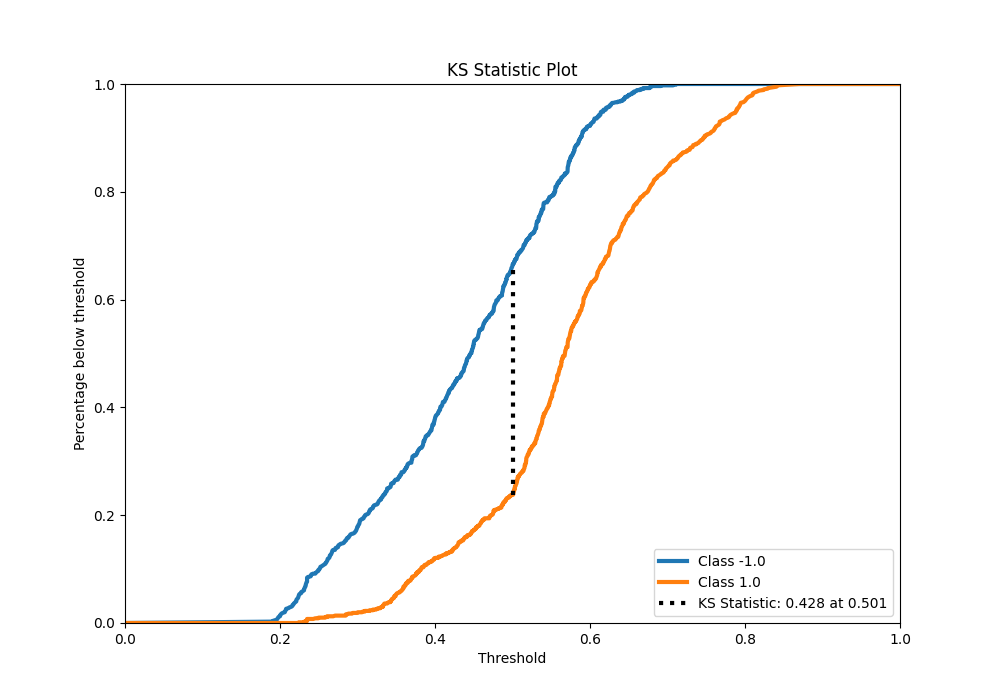 KS Statistic Plot
1.0
0.8
0.6
0.4
0.2
0.0
Percentage below threshold
0.0 0.2 0.4 0.6 0.8 1.0
Threshold
Class -1.0
Class 1.0
KS Statistic: 0.428 at 0.501